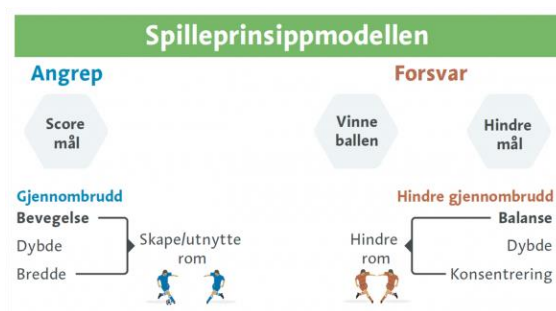 Spilleprinsippmodellen
Angrep
Forsvar
Score
mål
Vinne
ballen
Hindre
mål
Gjennombrudd
Bevegelse
Dybde
Bredde
Skape/utnytte
rom
Hindre gjennombrudd
Balanse
Dybde
Konsentrering
Hindre
rom